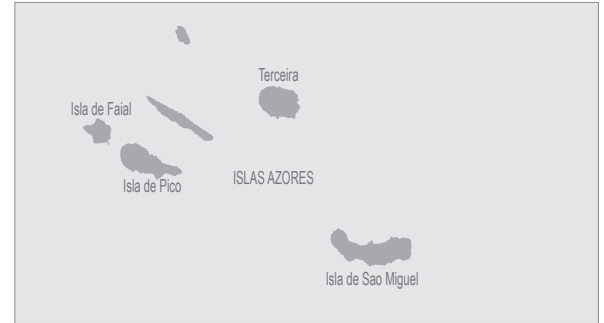 Terceira
Isla de Faial
Isla de Pico
ISLAS AZORES
Isla de Sao Miguel